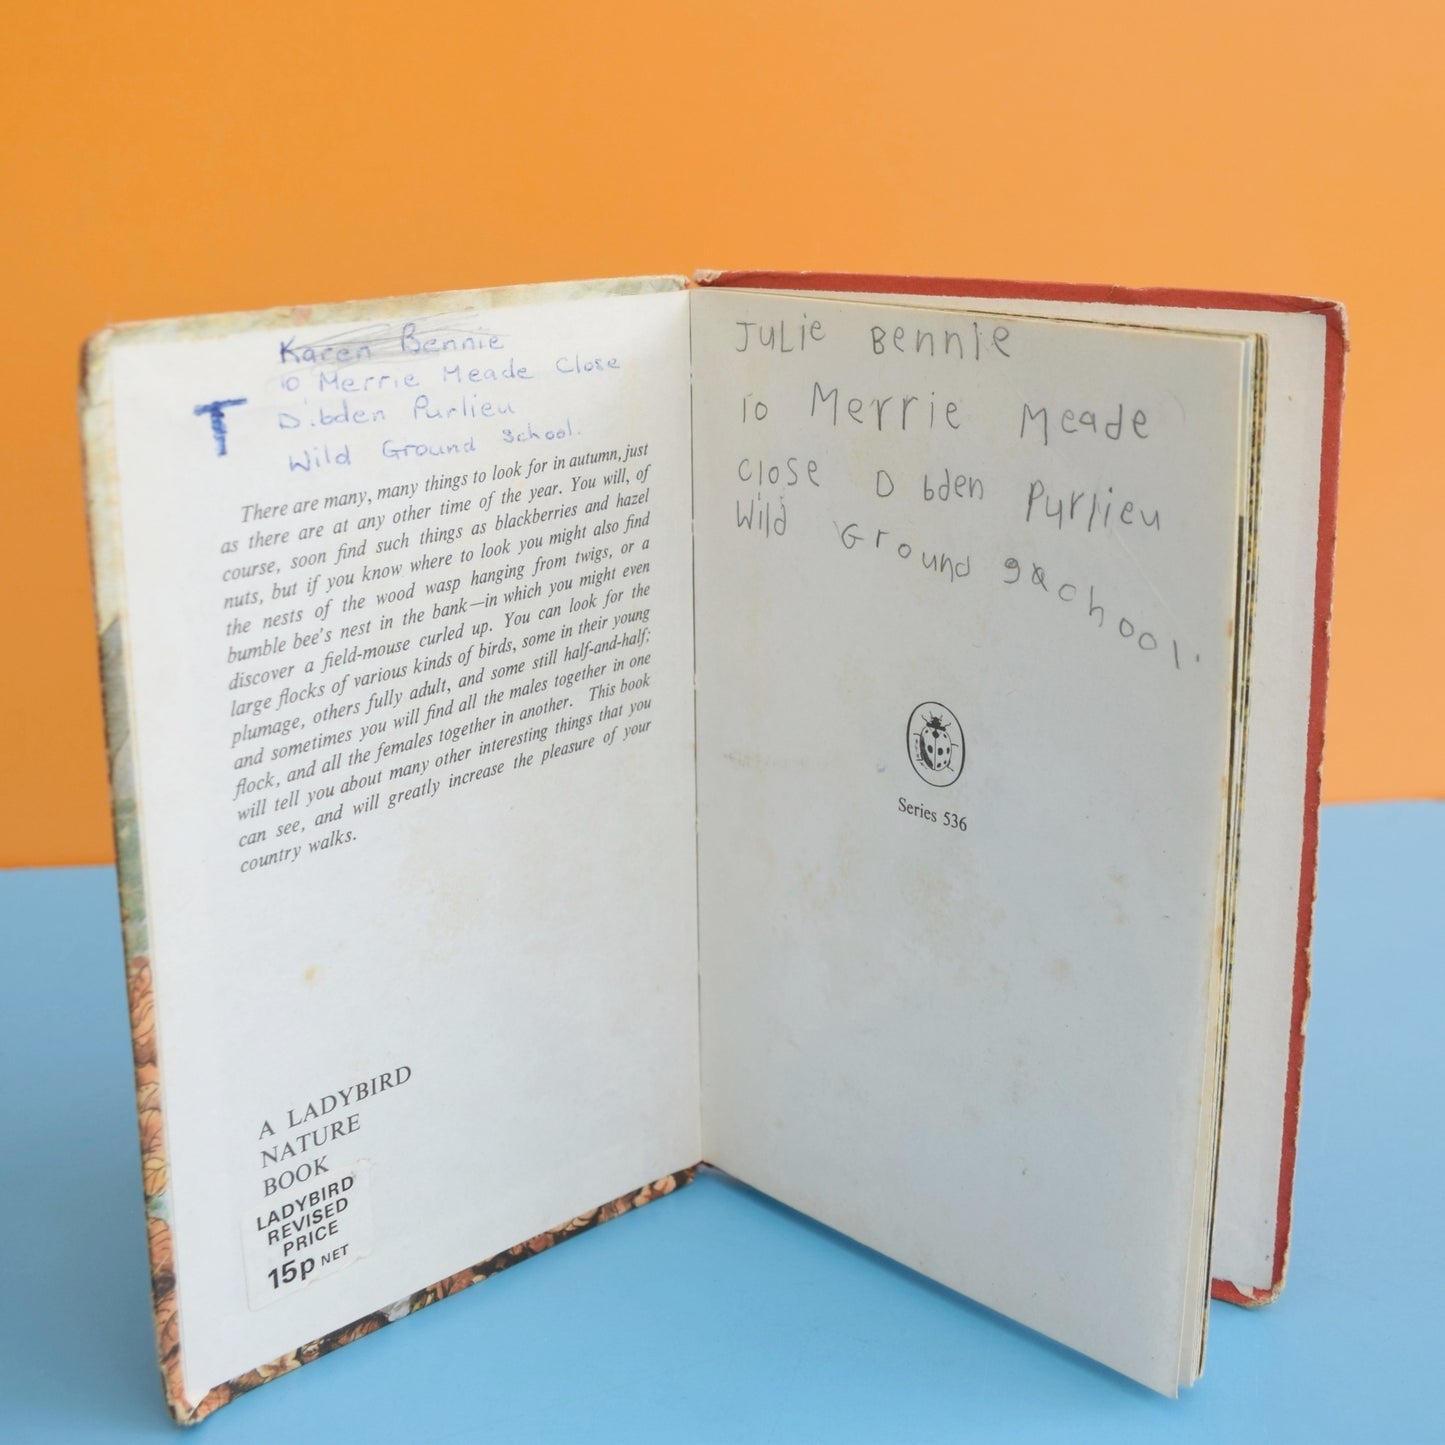 Karen Bennie
10 Merrie Meade Close
Dibden Purlieu
Wild Ground School.
T
There are many, many things to look for in autumn, just
as there are at any other time of the year. You will, of
course, soon find such things as blackberries and hazel
nuts, but if you know where to look you might also find
the nests of the wood wasp hanging from twigs, or a
bumble bee's nest in the bank—in which you might even
discover a field-mouse curled up. You can look for the
large flocks of various kinds of birds, some in their young
plumage, others fully adult, and some still half-and-half;
and sometimes you will find all the males together in one
flock, and all the females together in another. This book
will tell you about many other interesting things that you
can see, and will greatly increase the pleasure of your
country walks.
A LADYBIRD
NATURE
BOOK
LADYBIRD
REVISED
PRICE
15p NET
Julie Bennie
10 Merrie Meade
Close Dibden Purlieu
Wild Ground School.
Series 536